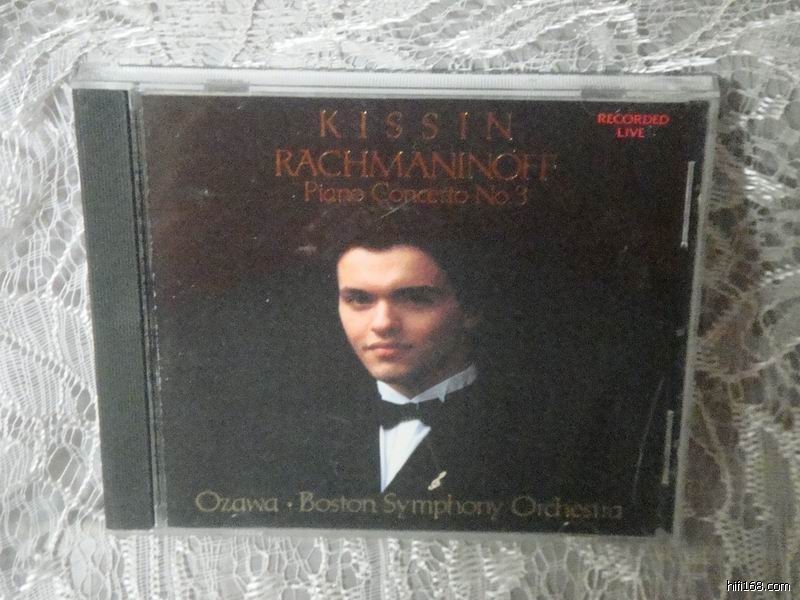 KISSIN
RACHMANINOFF
Piano Concerto No. 3
RECORDED
LIVE
Ozawa · Boston Symphony Orchestra
hifi168.com